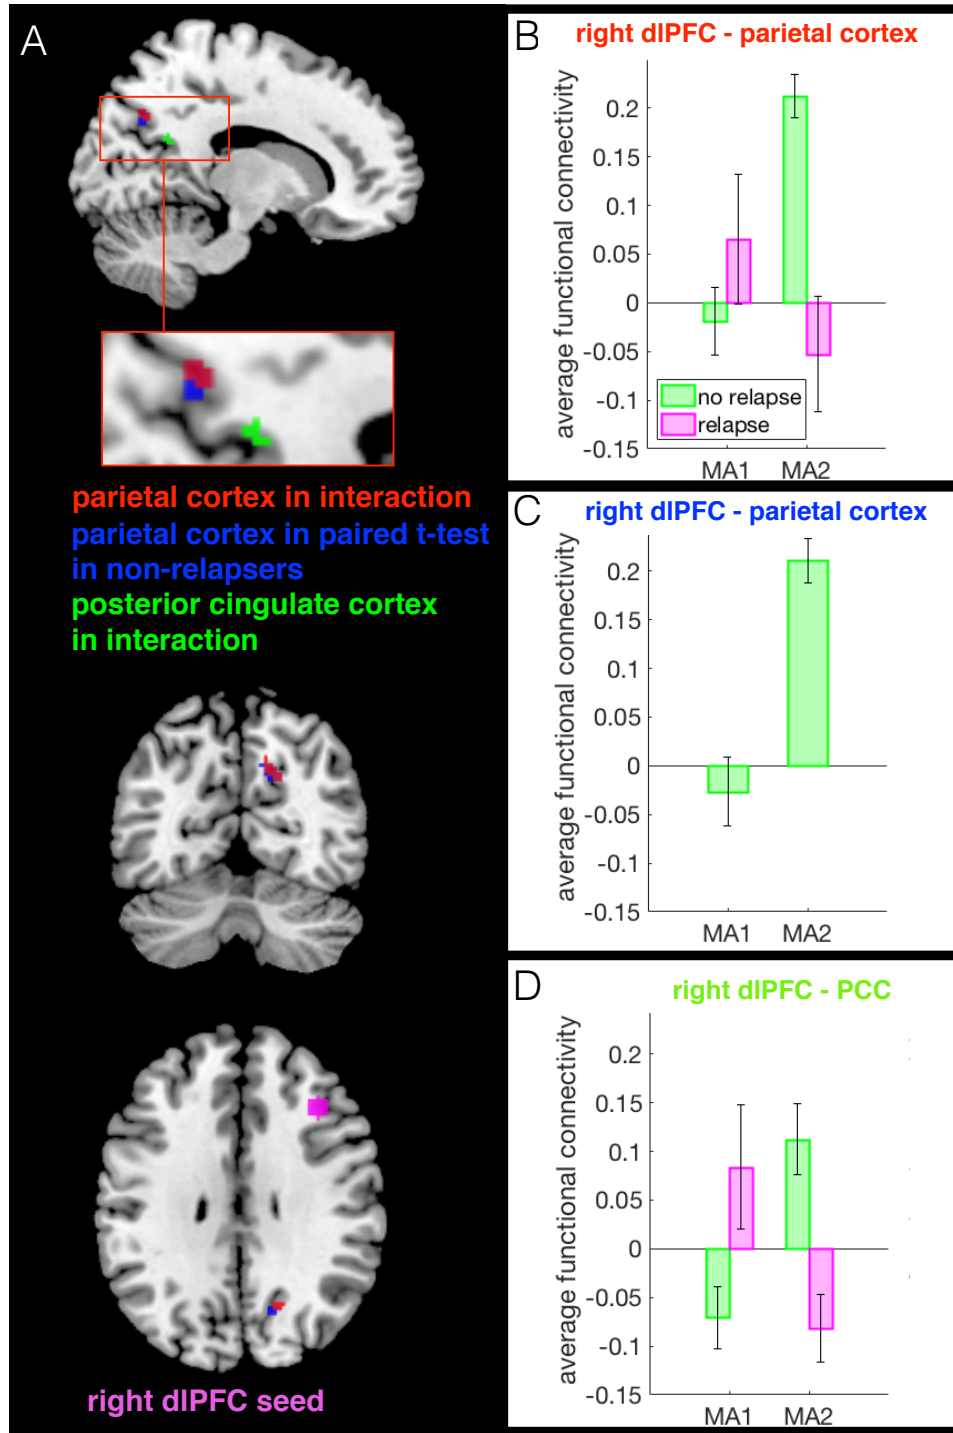 A
parietal cortex in interaction
parietal cortex in paired t-test
in non-relapsers
posterior cingulate cortex
in interaction
right dlPFC seed
B
right dlPFC - parietal cortex
average functional connectivity
0.2
0.15
0.1
0.05
0
-0.05
-0.1
-0.15
no relapse
relapse
MA1 MA2
C
right dlPFC - parietal cortex
average functional connectivity
0.2
0.15
0.1
0.05
0
-0.05
-0.1
-0.15
MA1 MA2
D
right dlPFC - PCC
average functional connectivity
0.2
0.15
0.1
0.05
0
-0.05
-0.1
-0.15
MA1 MA2